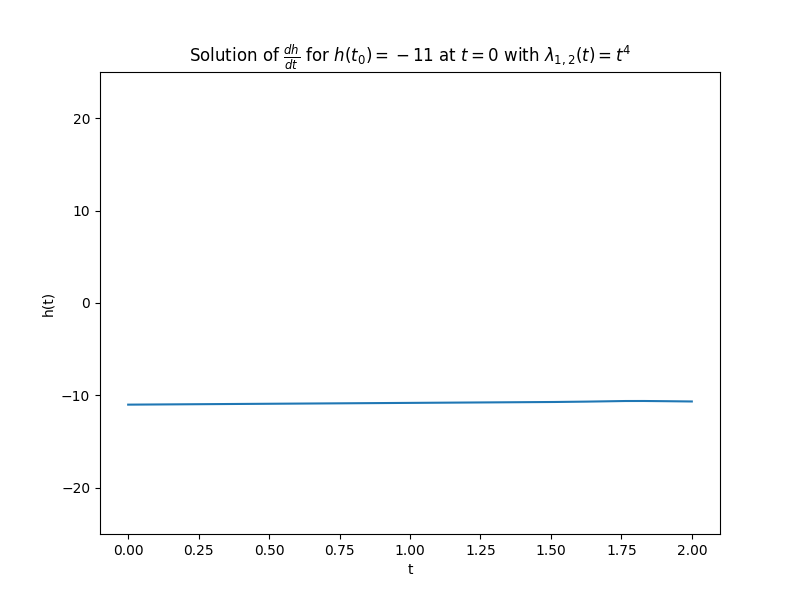 Solution of dh/dt for h(t₀) = −11 at t = 0 with λ₁,₂(t) = t⁴
20
10
0
−10
−20
h(t)
0.00 0.25 0.50 0.75 1.00 1.25 1.50 1.75 2.00
t